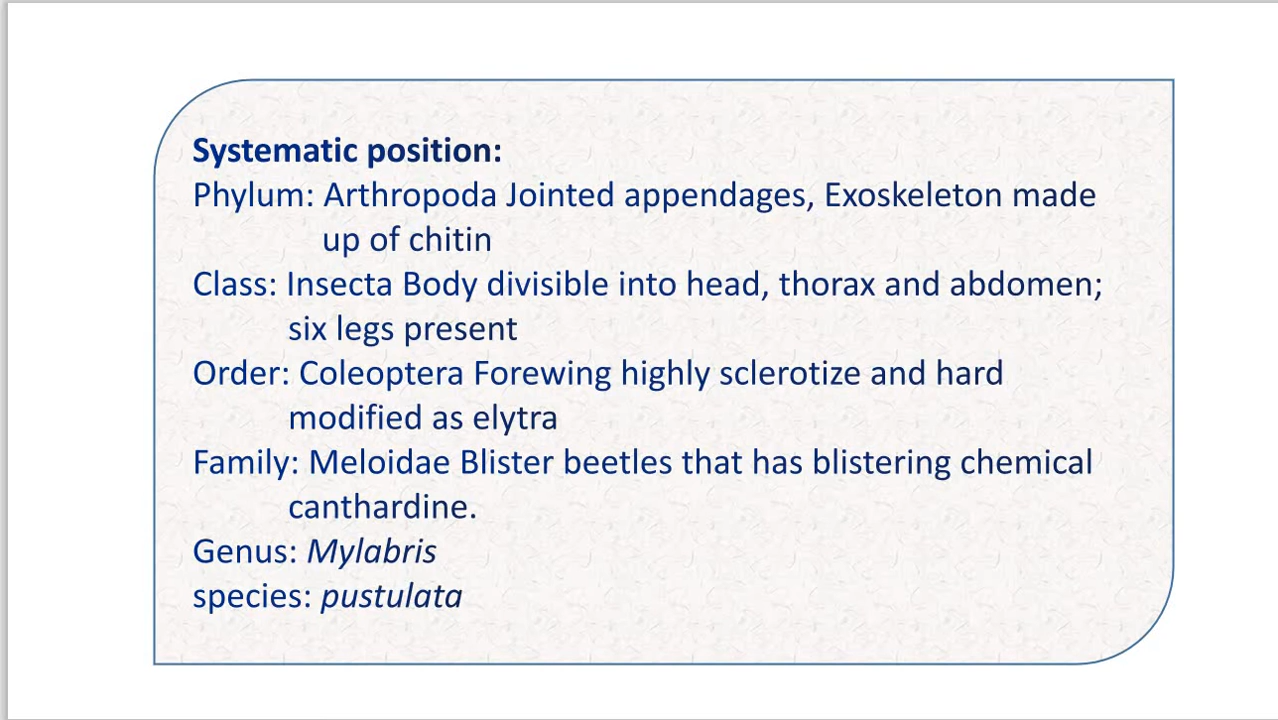 Systematic position:
Phylum: Arthropoda Jointed appendages, Exoskeleton made
up of chitin
Class: Insecta Body divisible into head, thorax and abdomen;
six legs present
Order: Coleoptera Forewing highly sclerotize and hard
modified as elytra
Family: Meloidae Blister beetles that has blistering chemical
canthardine.
Genus: Mylabris
species: pustulata